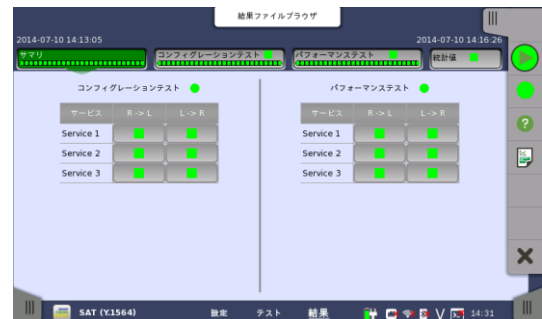 結果ファイルブラウザ
2014-07-10 14:13:05
2014-07-10 14:16:26
サマリ
コンフィグレーションテスト
パフォーマンステスト
統計値
コンフィグレーションテスト
パフォーマンステスト
サービス R -> L L -> R
サービス R -> L L -> R
Service 1
Service 1
Service 2
Service 2
Service 3
Service 3
SAT (Y.1564)
設定
テスト
結果
14:31